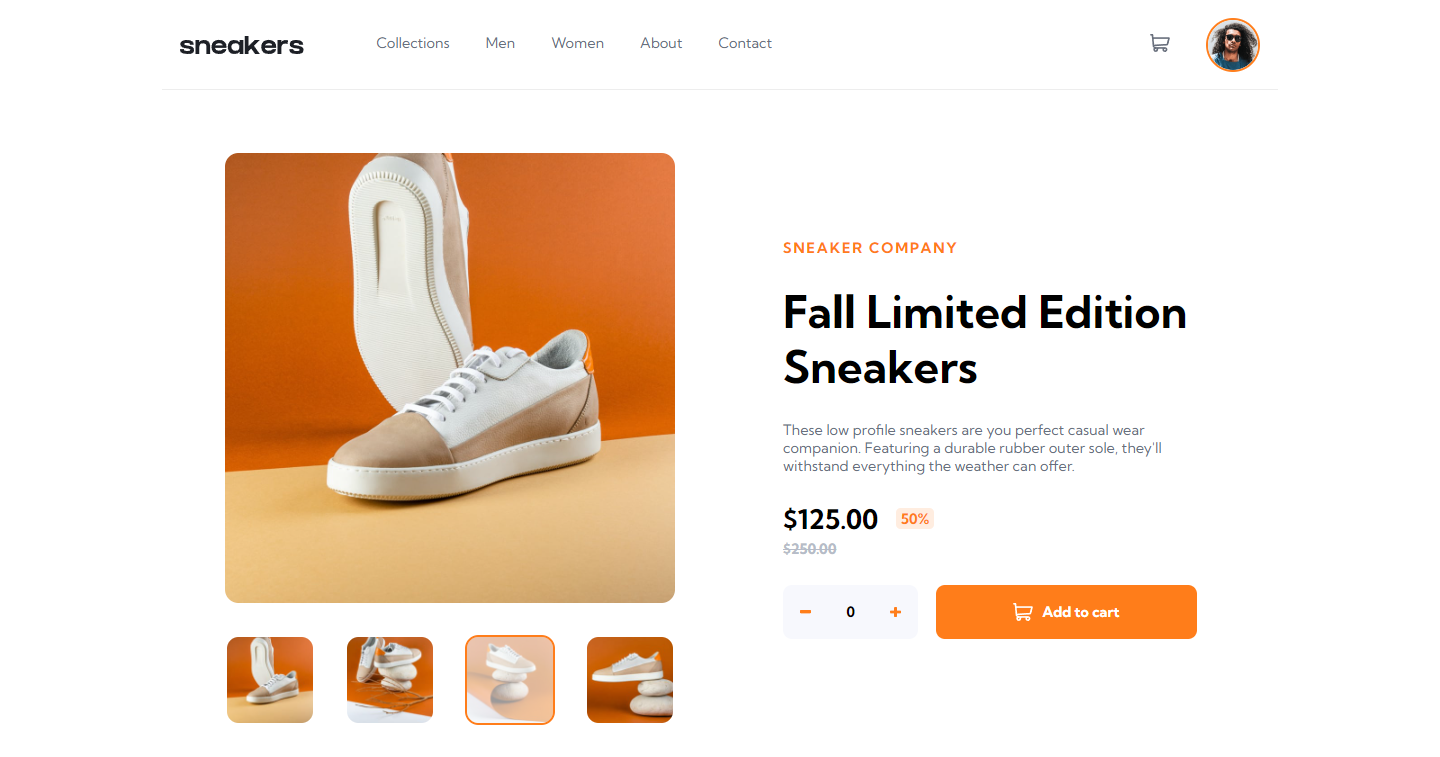 sneakers
Collections
Men
Women
About
Contact
SNEAKER COMPANY
Fall Limited Edition
Sneakers
These low profile sneakers are you perfect casual wear
companion. Featuring a durable rubber outer sole, they'll
withstand everything the weather can offer.
$125.00
50%
$250.00
0
Add to cart